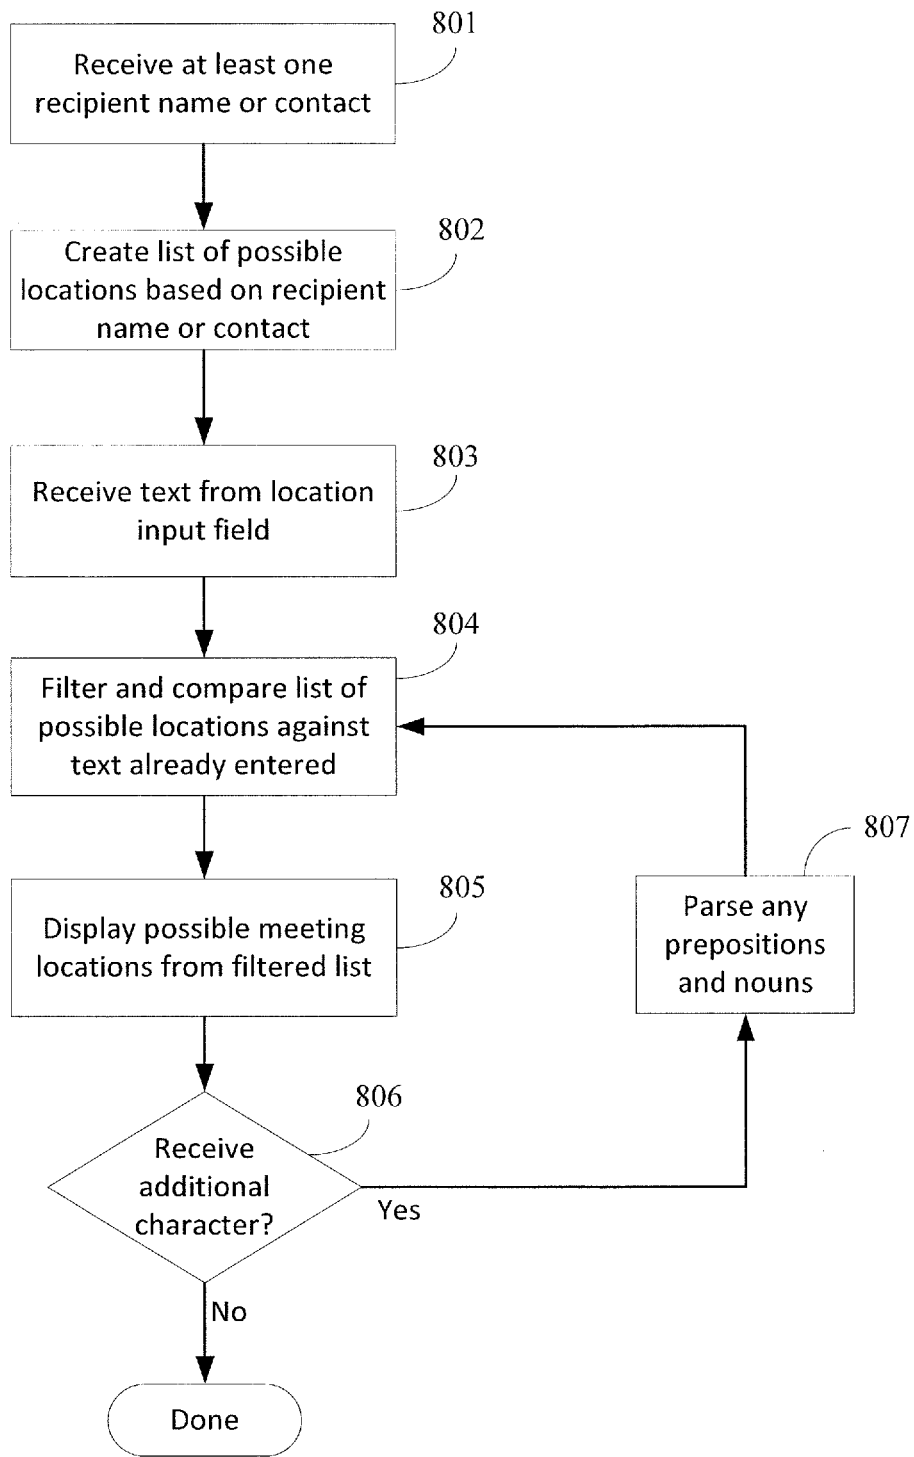 801
Receive at least one
recipient name or contact
802
Create list of possible
locations based on recipient
name or contact
803
Receive text from location
input field
804
Filter and compare list of
possible locations against
text already entered
807
Parse any
prepositions
and nouns
805
Display possible meeting
locations from filtered list
806
Receive
additional
character?
Yes
No
Done